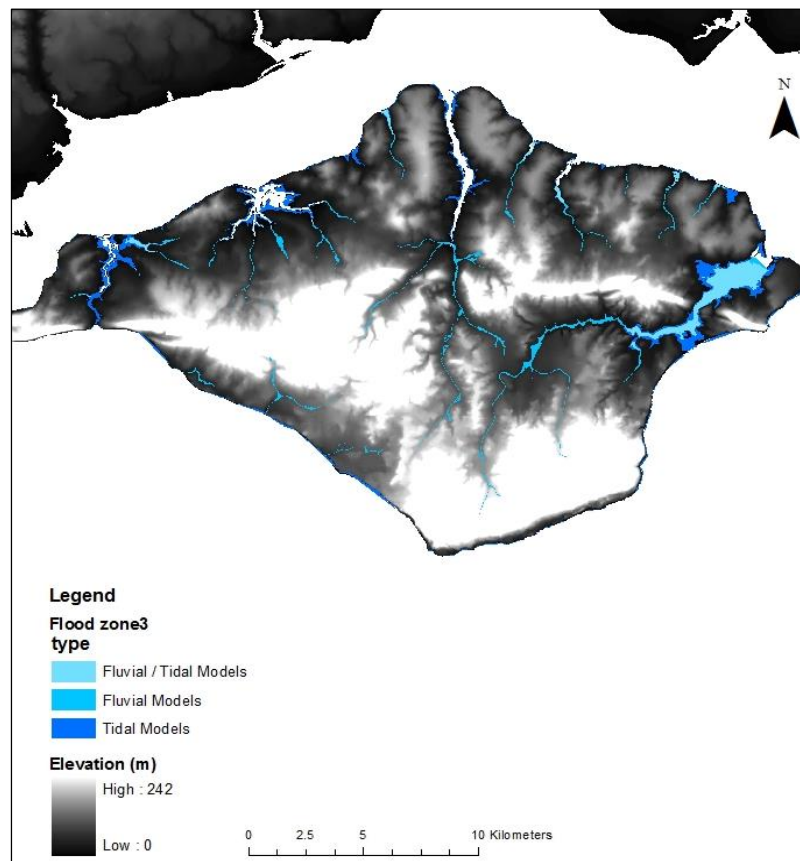 N
Legend
Flood zone3
type
Fluvial / Tidal Models
Fluvial Models
Tidal Models
Elevation (m)
High : 242
Low : 0
0 2.5 5 10 Kilometers